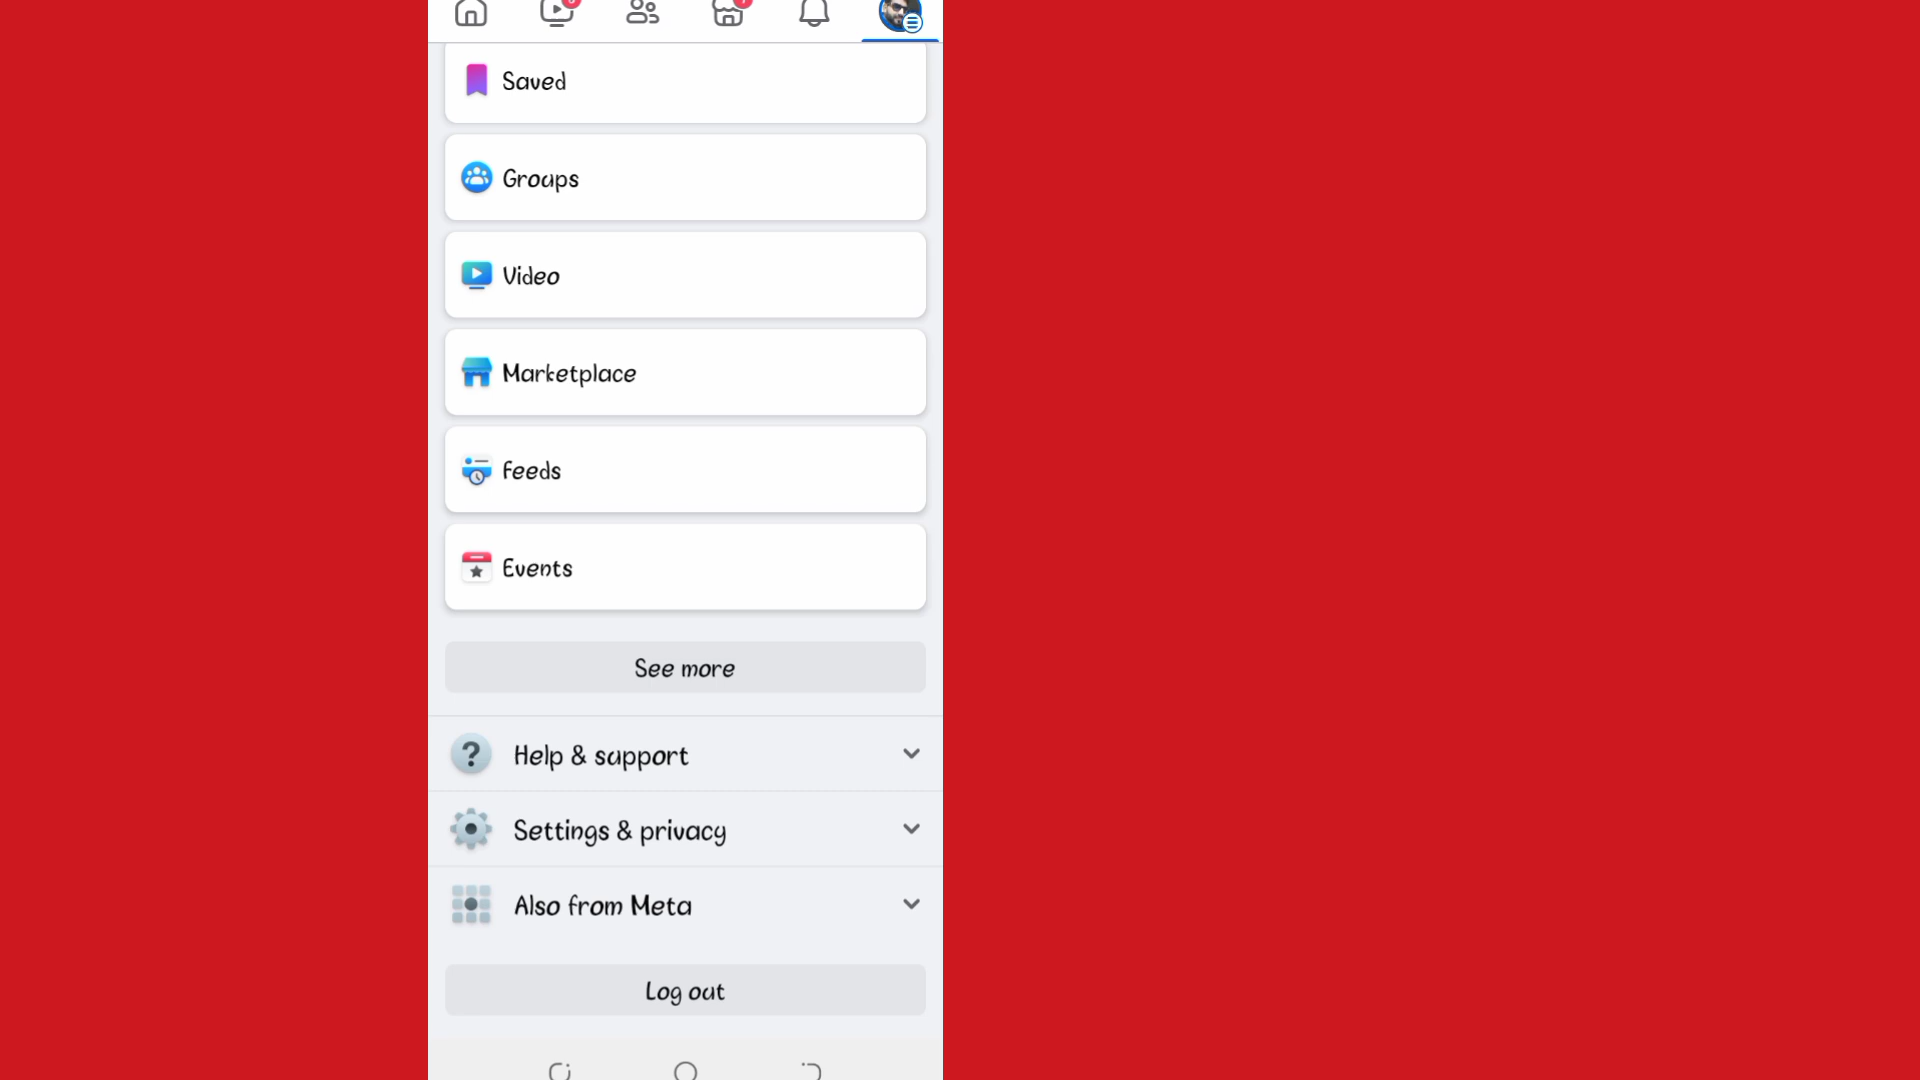 Saved
Groups
Video
Marketplace
Feeds
Events
See more
Help & support
Settings & privacy
Also from Meta
Log out